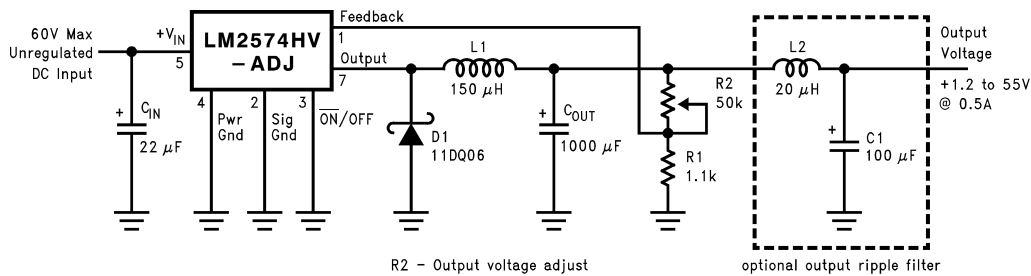 60V Max
Unregulated
DC Input
+VIN
5
LM2574HV
-ADJ
Feedback
1
Output
7
4
Pwr
Gnd
2
Sig
Gnd
3
ON/OFF
+
CIN
22 μF
D1
11DQ06
L1
150 μH
+
COUT
1000 μF
R2
50k
R1
1.1k
L2
20 μH
+
C1
100 μF
Output
Voltage
+1.2 to 55V
@ 0.5A
R2 - Output voltage adjust
optional output ripple filter